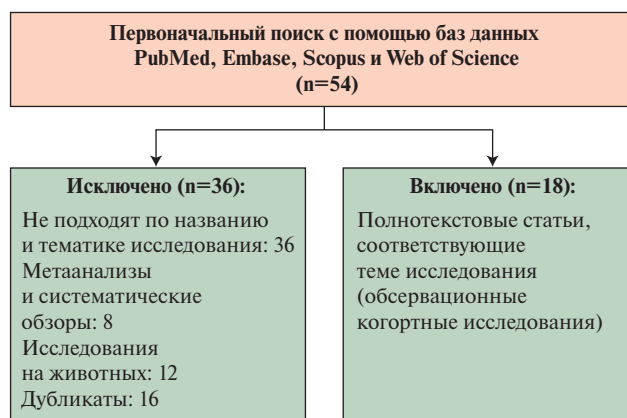 Первоначальный поиск с помощью баз данных
PubMed, Embase, Scopus и Web of Science
(n=54)
Исключено (n=36):
Не подходят по названию
и тематике исследования: 36
Метаанализы
и систематические
обзоры: 8
Исследования
на животных: 12
Дубликаты: 16
Включено (n=18):
Полнотекстовые статьи,
соответствующие
теме исследования
(обсервационные
когортные исследования)